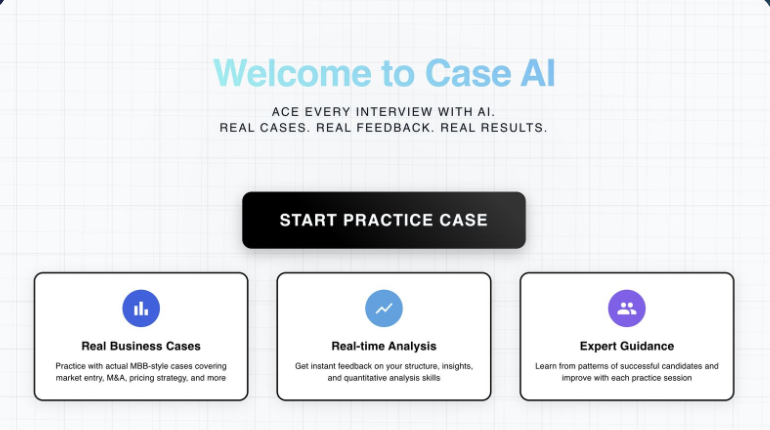 Welcome to Case AI
ACE EVERY INTERVIEW WITH AI.
REAL CASES. REAL FEEDBACK. REAL RESULTS.
START PRACTICE CASE
Real Business Cases
Practice with actual MBB-style cases covering
market entry, M&A, pricing strategy, and more
Real-time Analysis
Get instant feedback on your structure, insights,
and quantitative analysis skills
Expert Guidance
Learn from patterns of successful candidates and
improve with each practice session